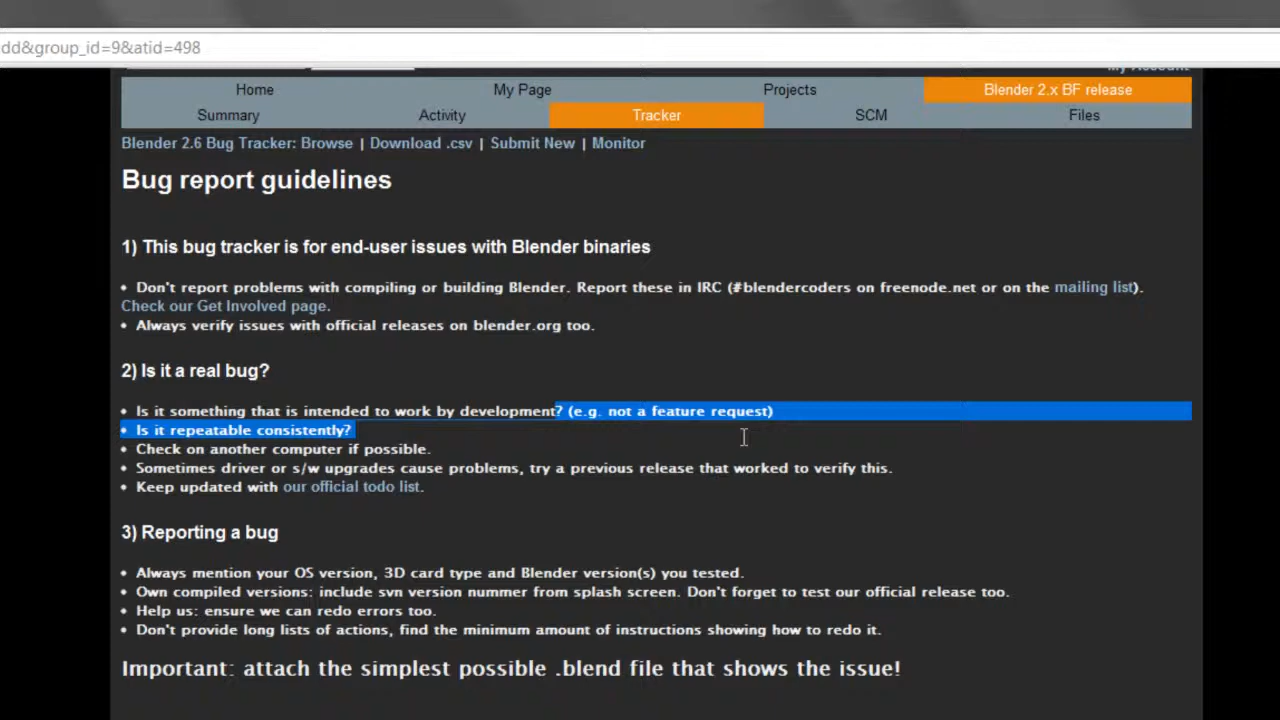 dd&group_id=9&atid=498
My Account
Home My Page Projects Blender 2.x BF release
Summary Activity Tracker SCM Files
Blender 2.6 Bug Tracker: Browse | Download .csv | Submit New | Monitor
Bug report guidelines
1) This bug tracker is for end-user issues with Blender binaries
• Don't report problems with compiling or building Blender. Report these in IRC (#blendercoders on freenode.net or on the mailing list).
Check our Get Involved page.
• Always verify issues with official releases on blender.org too.
2) Is it a real bug?
• Is it something that is intended to work by development? (e.g. not a feature request)
• Is it repeatable consistently?
• Check on another computer if possible.
• Sometimes driver or s/w upgrades cause problems, try a previous release that worked to verify this.
• Keep updated with our official todo list.
3) Reporting a bug
• Always mention your OS version, 3D card type and Blender version(s) you tested.
• Own compiled versions: include svn version nummer from splash screen. Don't forget to test our official release too.
• Help us: ensure we can redo errors too.
• Don't provide long lists of actions, find the minimum amount of instructions showing how to redo it.
Important: attach the simplest possible .blend file that shows the issue!